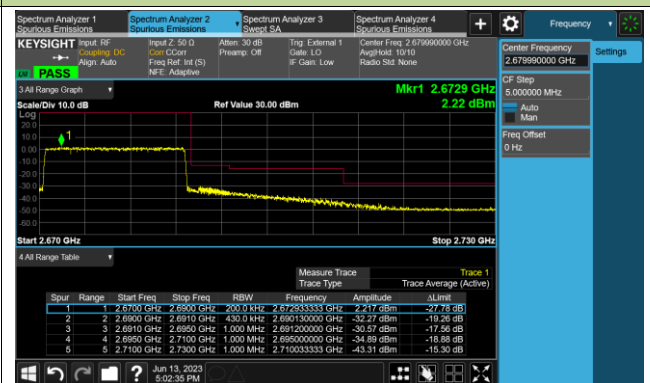 Spectrum Analyzer 1
Spurious Emissions
Spectrum Analyzer 2
Spurious Emissions
Spectrum Analyzer 3
Swept SA
Spectrum Analyzer 4
Spurious Emissions
+
Frequency
KEYSIGHT
Input: RF
Coupling: DC
Align: Auto
Input Z: 50 Ω
Corr CCorr
Freq Ref: Int (S)
NFE: Adaptive
Atten: 30 dB
Preamp: Off
Trig: External 1
Gate: LO
IF Gain: Low
Center Freq: 2.679990000 GHz
Avg|Hold: 10/10
Radio Std: None
PASS
Center Frequency
2.679990000 GHz
Settings
CF Step
5.000000 MHz
Auto
Man
Freq Offset
0 Hz
3 All Range Graph
Mkr1 2.6729 GHz
2.22 dBm
Scale/Div 10.0 dB
Ref Value 30.00 dBm
Log
20.0
10.0
0.00
-10.0
-20.0
-30.0
-40.0
-50.0
-60.0
1
Start 2.670 GHz
Stop 2.730 GHz
4 All Range Table
Measure Trace Trace 1
Trace Type Trace Average (Active)
Spur Range Start Freq Stop Freq RBW Frequency Amplitude ΔLimit
1 1 2.6700 GHz 2.6900 GHz 200.0 kHz 2.672933333 GHz 2.217 dBm -27.78 dB
2 2 2.6900 GHz 2.6910 GHz 430.0 kHz 2.690130000 GHz -32.27 dBm -19.26 dB
3 3 2.6910 GHz 2.6950 GHz 1.000 MHz 2.691200000 GHz -30.57 dBm -17.56 dB
4 4 2.6950 GHz 2.7100 GHz 1.000 MHz 2.695000000 GHz -34.89 dBm -18.88 dB
5 5 2.7100 GHz 2.7300 GHz 1.000 MHz 2.710033333 GHz -43.31 dBm -15.30 dB
?
Jun 13, 2023
5:02:35 PM